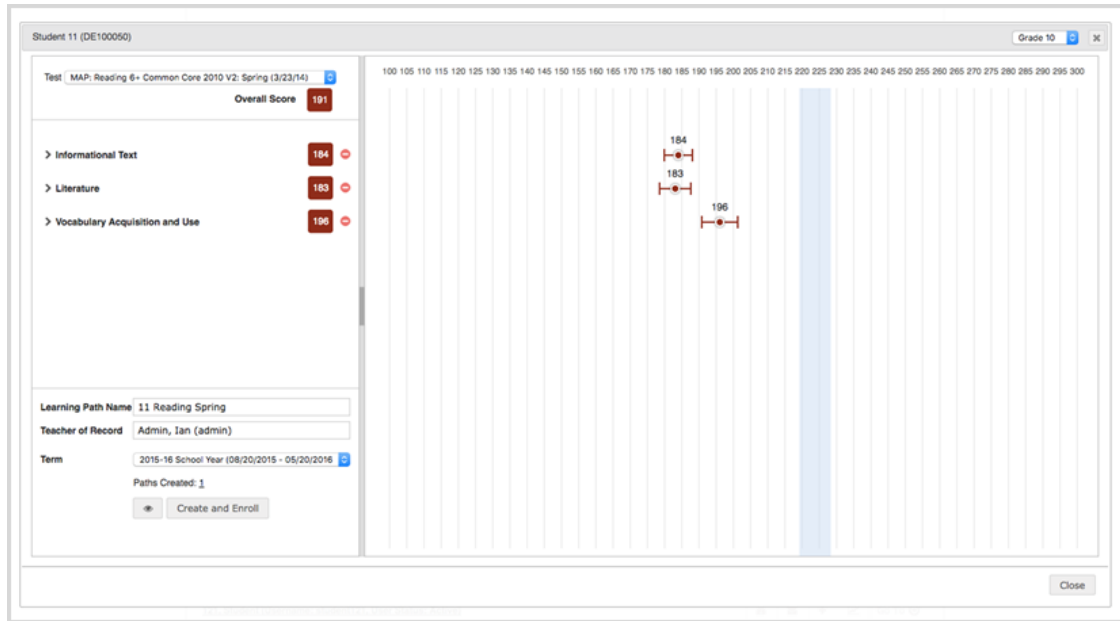 Student 11 (DE100050)
Grade 10
Test MAP: Reading 6+ Common Core 2010 V2: Spring (3/23/14)
Overall Score 191
100 105 110 115 120 125 130 135 140 145 150 155 160 165 170 175 180 185 190 195 200 205 210 215 220 225 230 235 240 245 250 255 260 265 270 275 280 285 290 295 300
Informational Text 184
184
Literature 183
183
Vocabulary Acquisition and Use 196
196
Learning Path Name 11 Reading Spring
Teacher of Record Admin, Ian (admin)
Term 2015-16 School Year (08/20/2015 - 05/20/2016
Paths Created: 1
Create and Enroll
Close